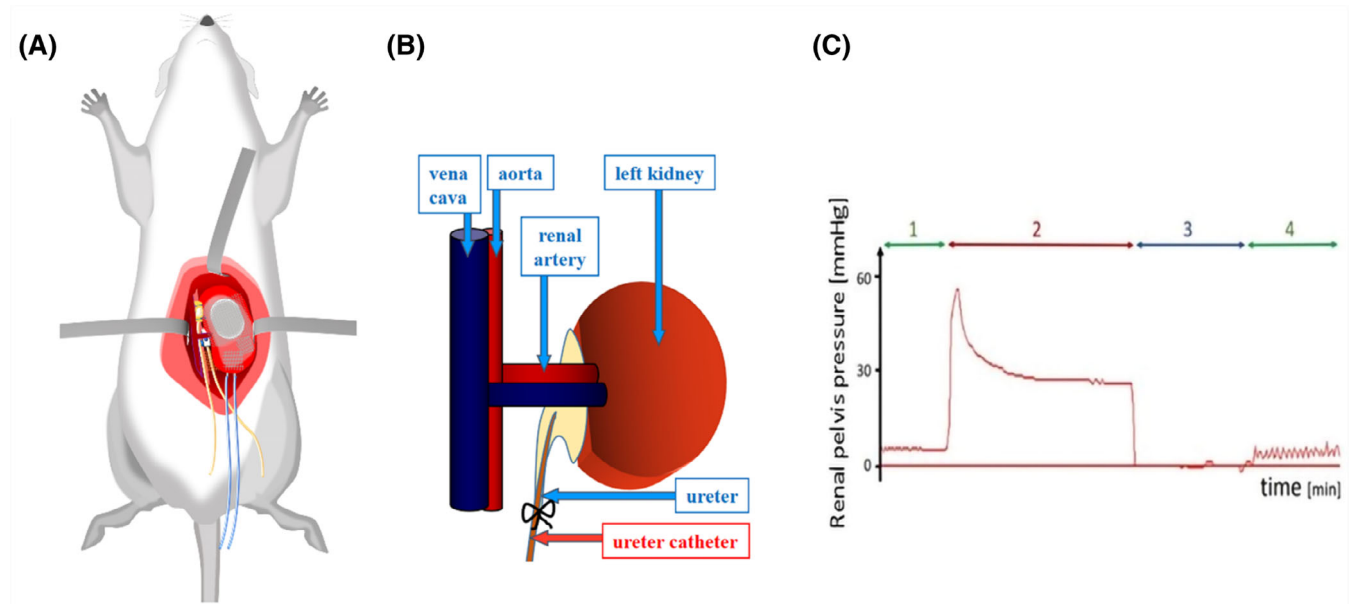 (A)
(B)
(C)
vena
cava
aorta
left kidney
renal
artery
ureter
ureter catheter
Renal pelvis pressure [mmHg]
1
2
3
4
60
30
0
time [min]